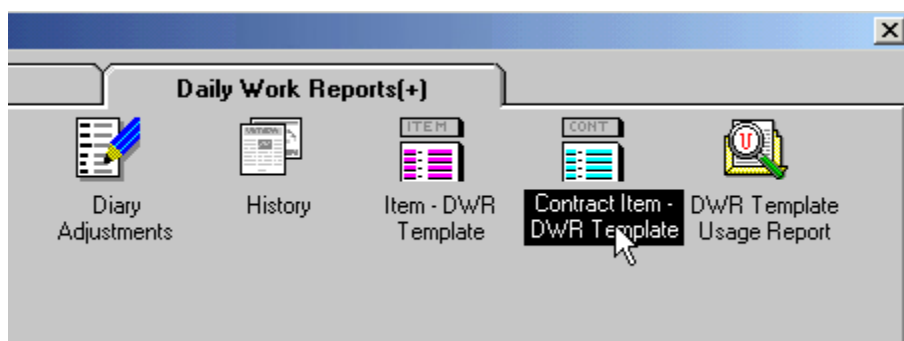 Daily Work Reports(+)
ITEM
CONT
U
Diary
Adjustments
History
Item - DWR
Template
Contract Item -
DWR Template
DWR Template
Usage Report